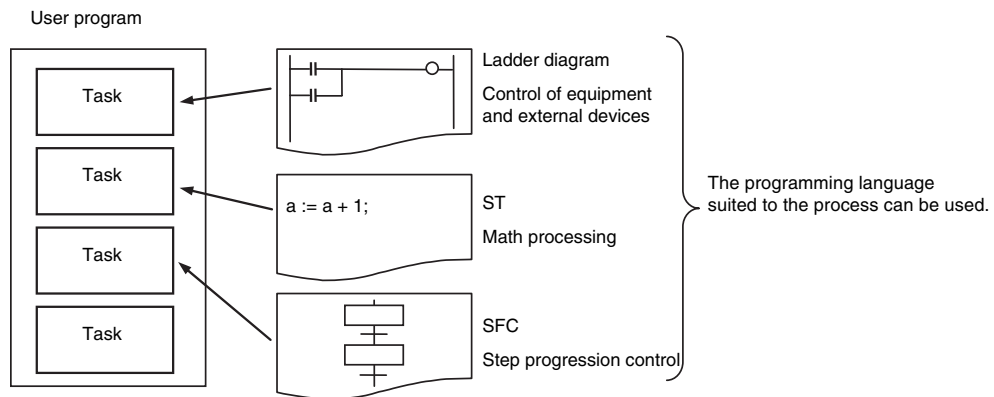 User program
Task
Task
Task
Task
Ladder diagram
Control of equipment
and external devices
a := a + 1;
ST
Math processing
SFC
Step progression control
The programming language
suited to the process can be used.